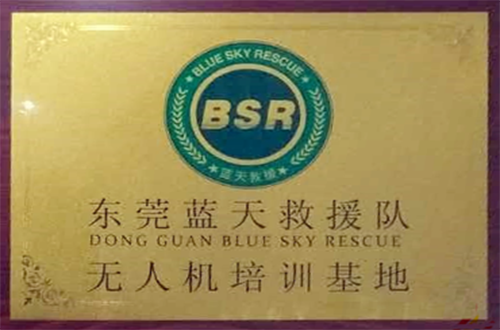 ★ BLUE SKY RESCUE ★
BSR
蓝天救援
东莞蓝天救援队
DONG GUAN BLUE SKY RESCUE
无人机培训基地